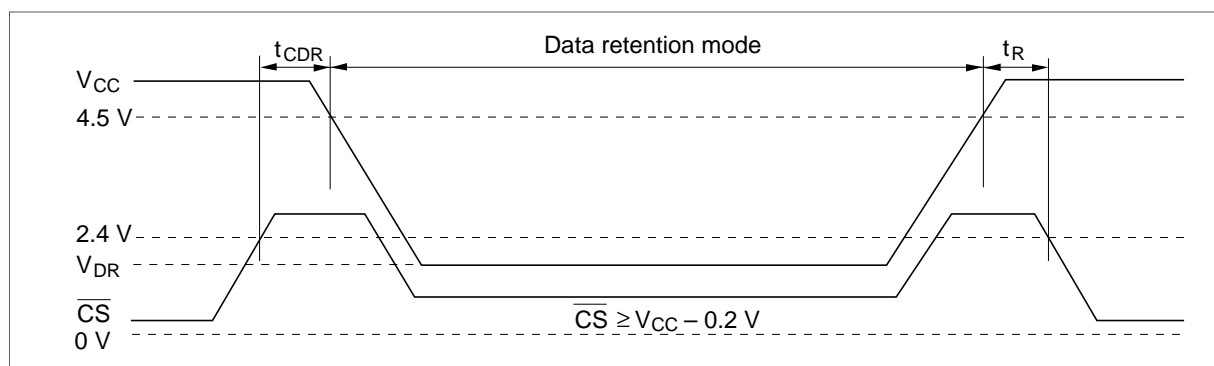 Data retention mode
tCDR
tR
VCC
4.5 V
2.4 V
VDR
CS
CS ≥ VCC – 0.2 V
0 V